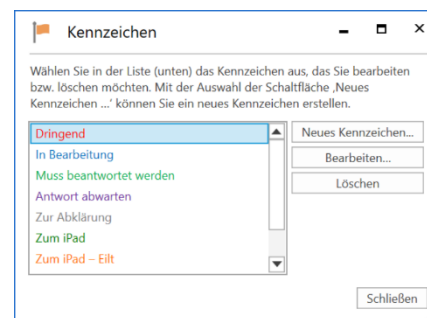 Kennzeichen
Wählen Sie in der Liste (unten) das Kennzeichen aus, das Sie bearbeiten
bzw. löschen möchten. Mit der Auswahl der Schaltfläche ‚Neues
Kennzeichen ...‘ können Sie ein neues Kennzeichen erstellen.
Dringend
In Bearbeitung
Muss beantwortet werden
Antwort abwarten
Zur Abklärung
Zum iPad
Zum iPad – Eilt
Neues Kennzeichen...
Bearbeiten...
Löschen
Schließen